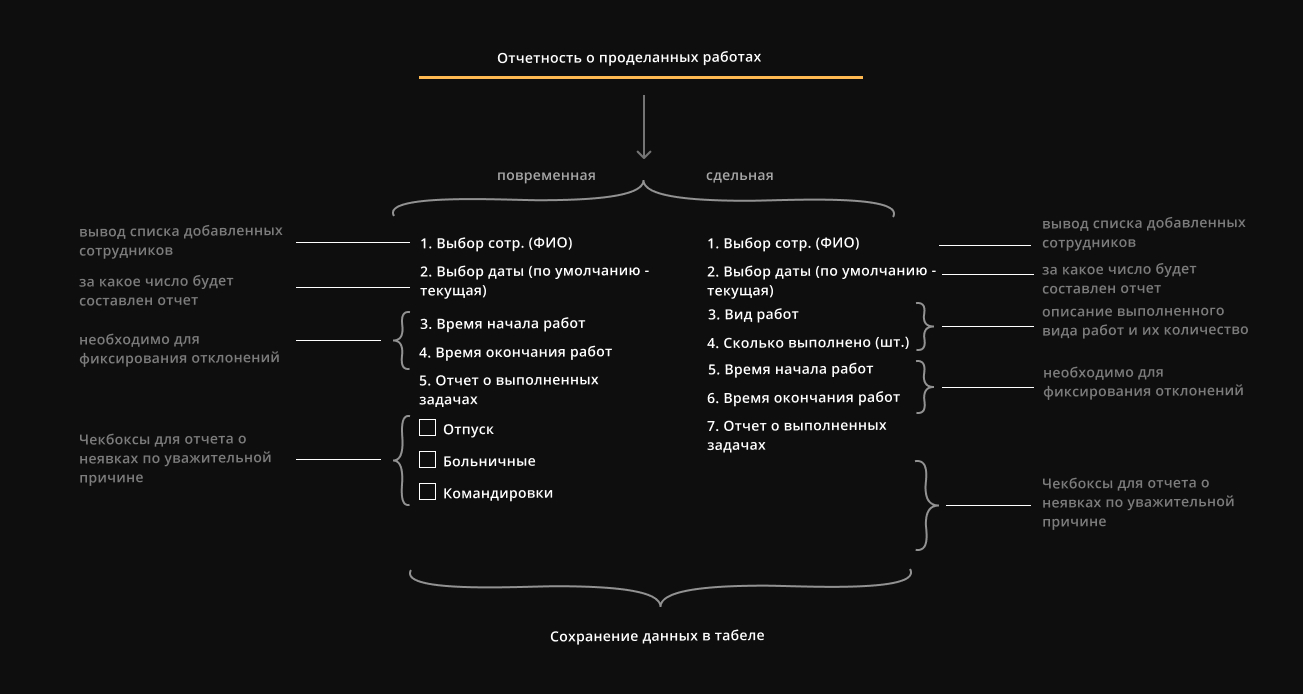 Отчетность о проделанных работах
повременная
сдельная
вывод списка добавленных
сотрудников
за какое число будет
составлен отчет
необходимо для
фиксирования отклонений
Чекбоксы для отчета о
неявках по уважительной
причине
1. Выбор сотр. (ФИО)
2. Выбор даты (по умолчанию -
текущая)
3. Время начала работ
4. Время окончания работ
5. Отчет о выполненных
задачах
Отпуск
Больничные
Командировки
1. Выбор сотр. (ФИО)
2. Выбор даты (по умолчанию -
текущая)
3. Вид работ
4. Сколько выполнено (шт.)
5. Время начала работ
6. Время окончания работ
7. Отчет о выполненных
задачах
вывод списка добавленных
сотрудников
за какое число будет
составлен отчет
описание выполненного
вида работ и их количество
необходимо для
фиксирования отклонений
Чекбоксы для отчета о
неявках по уважительной
причине
Сохранение данных в табеле